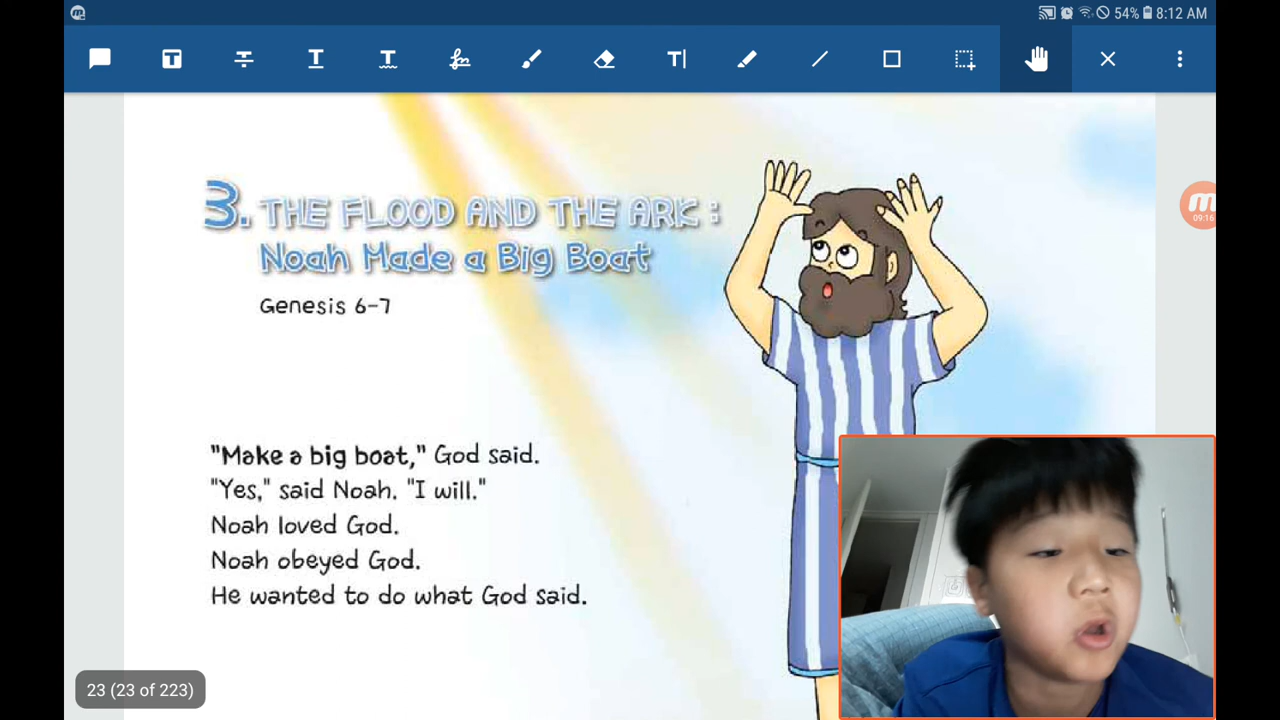 54% 8:12 AM
3. THE FLOOD AND THE ARK :
Noah Made a Big Boat
09:16
Genesis 6-7
"Make a big boat," God said.
"Yes," said Noah. "I will."
Noah loved God.
Noah obeyed God.
He wanted to do what God said.
23 (23 of 223)